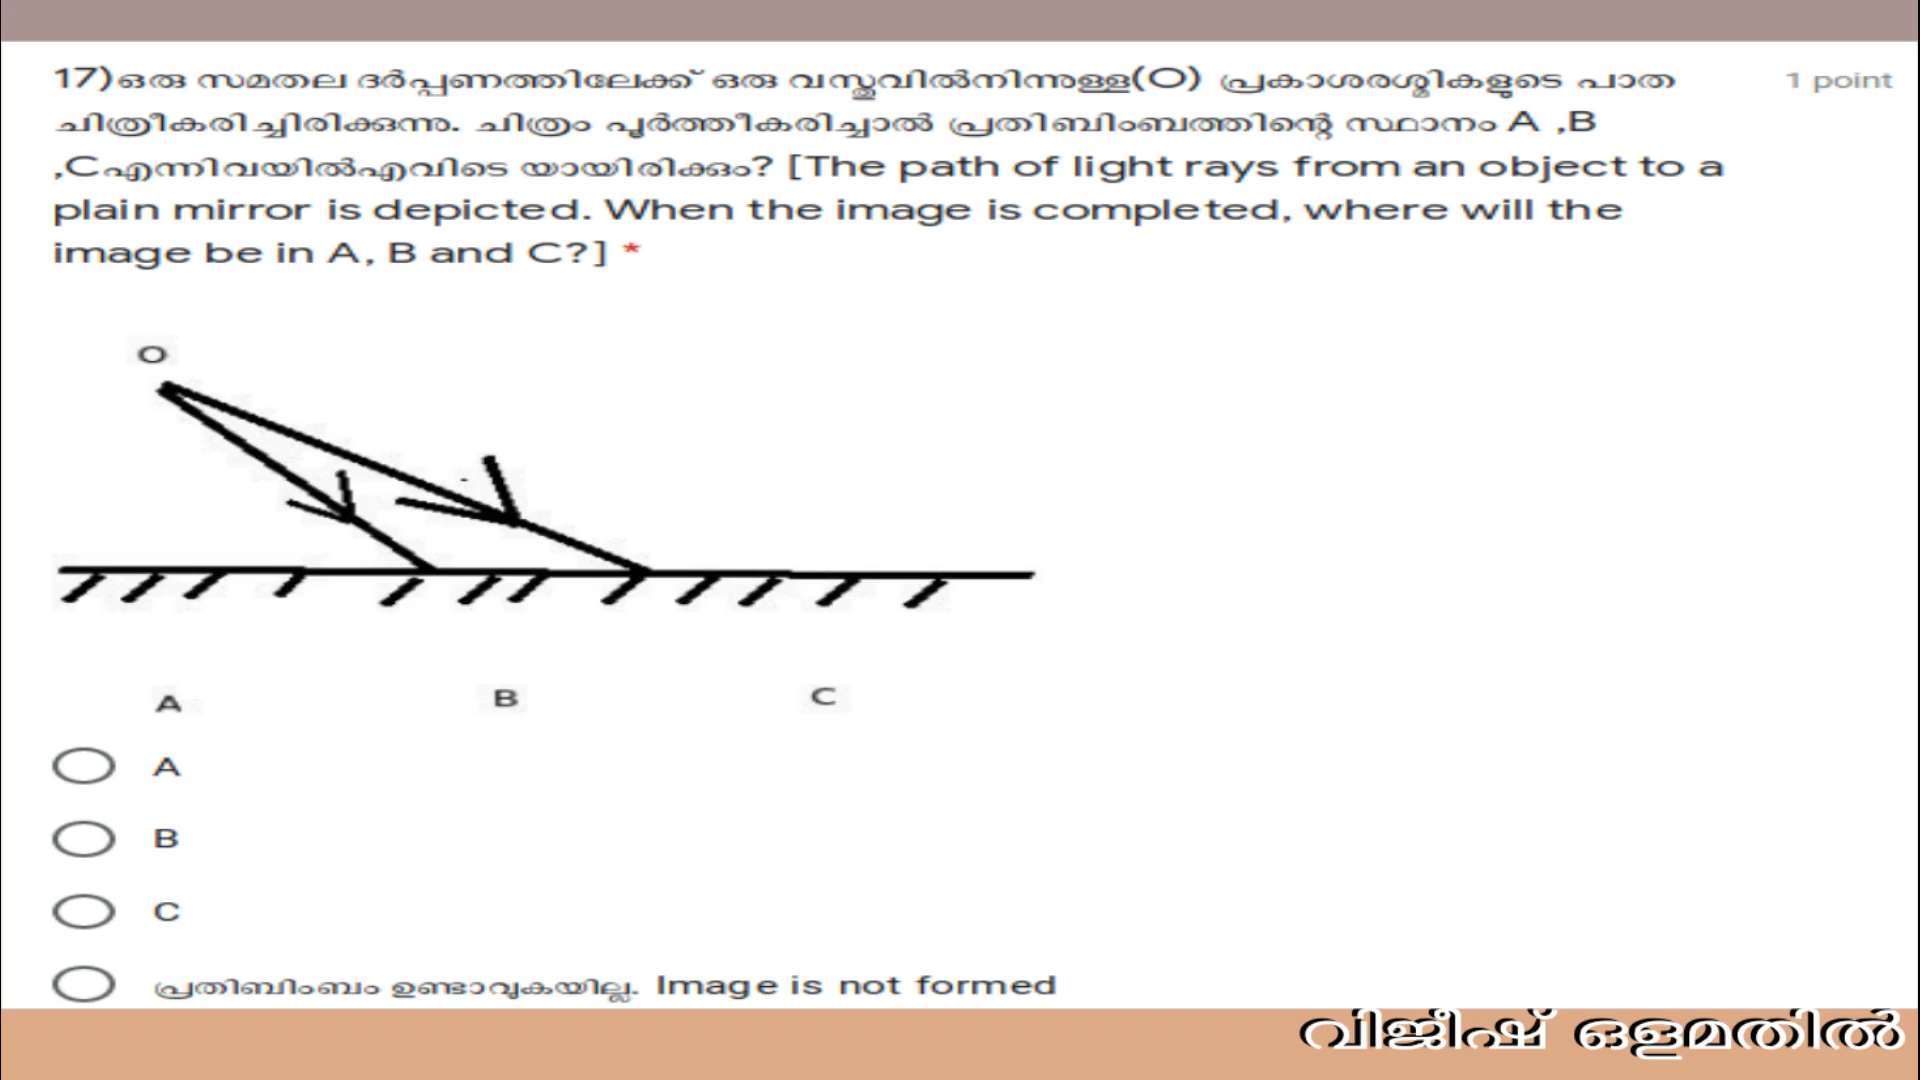 17)ഒരു സമതല ദർപ്പണത്തിലേക്ക് ഒരു വസ്തുവിൽനിന്നുള്ള(O) പ്രകാശരശ്മികളുടെ പാത
1 point
ചിത്രീകരിച്ചിരിക്കുന്നു. ചിത്രം പൂർത്തീകരിച്ചാൽ പ്രതിബിംബത്തിന്റെ സ്ഥാനം A ,B
,Cഎന്നിവയിൽഎവിടെ യായിരിക്കും? [The path of light rays from an object to a
plain mirror is depicted. When the image is completed, where will the
image be in A, B and C?] *
O
A B C
A
B
C
പ്രതിബിംബം ഉണ്ടാവുകയില്ല. Image is not formed
വിജീഷ് ഒളമതിൽ